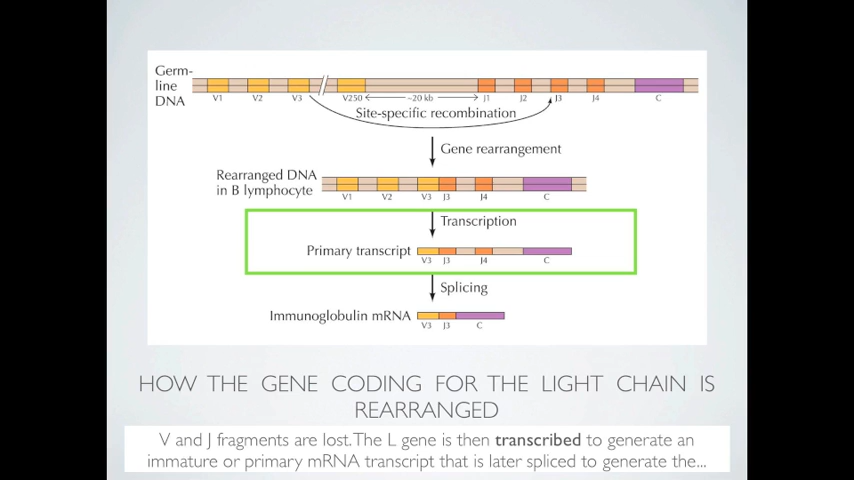 Germ-
line
DNA
V1 V2 V3 V250 ~20 kb J1 J2 J3 J4 C
Site-specific recombination
Gene rearrangement
Rearranged DNA
in B lymphocyte
V1 V2 V3 J3 J4 C
Transcription
Primary transcript
V3 J3 J4 C
Splicing
Immunoglobulin mRNA
V3 J3 C
HOW THE GENE CODING FOR THE LIGHT CHAIN IS
REARRANGED
V and J fragments are lost. The L gene is then transcribed to generate an
immature or primary mRNA transcript that is later spliced to generate the...